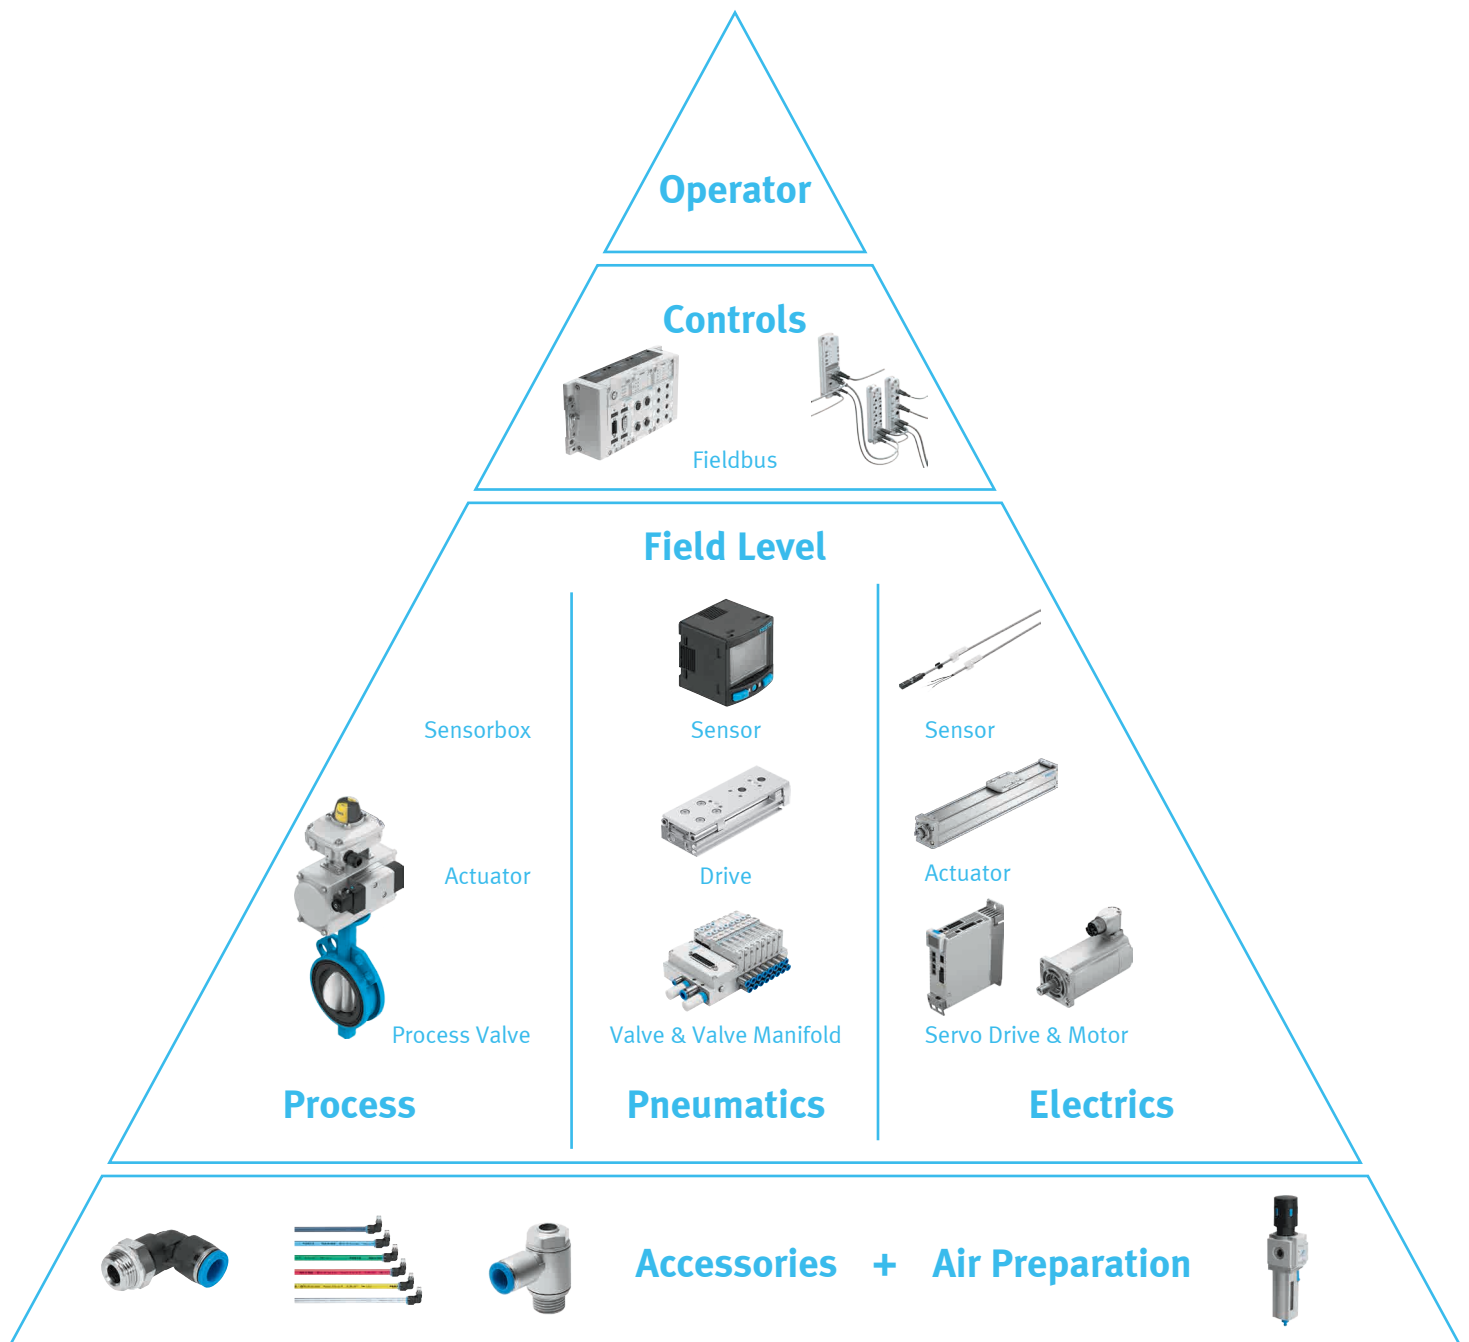 Operator
Controls
Fieldbus
Field Level
Sensorbox
Sensor
Sensor
Actuator
Drive
Actuator
Process Valve
Valve & Valve Manifold
Servo Drive & Motor
Process
Pneumatics
Electrics
Accessories + Air Preparation